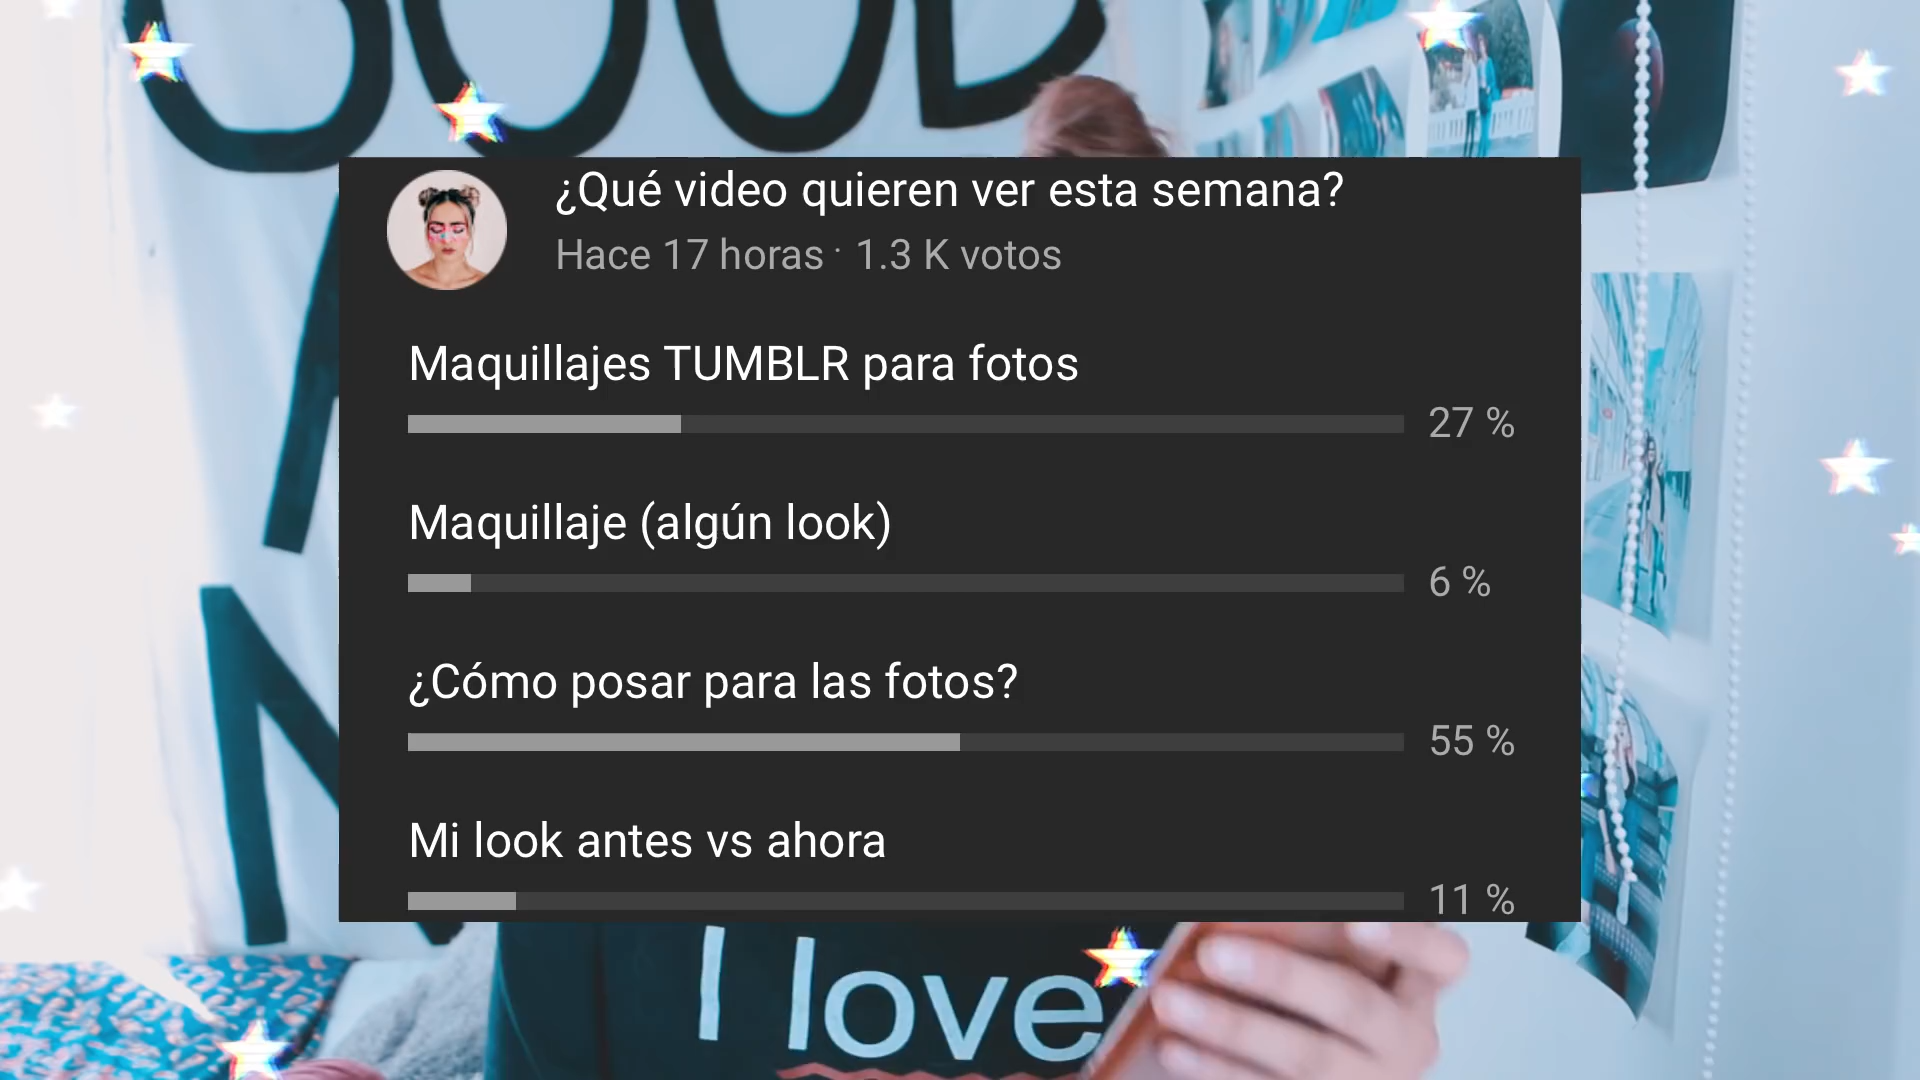 ¿Qué video quieren ver esta semana?
Hace 17 horas · 1.3 K votos
Maquillajes TUMBLR para fotos
27 %
Maquillaje (algún look)
6 %
¿Cómo posar para las fotos?
55 %
Mi look antes vs ahora
11 %
I love